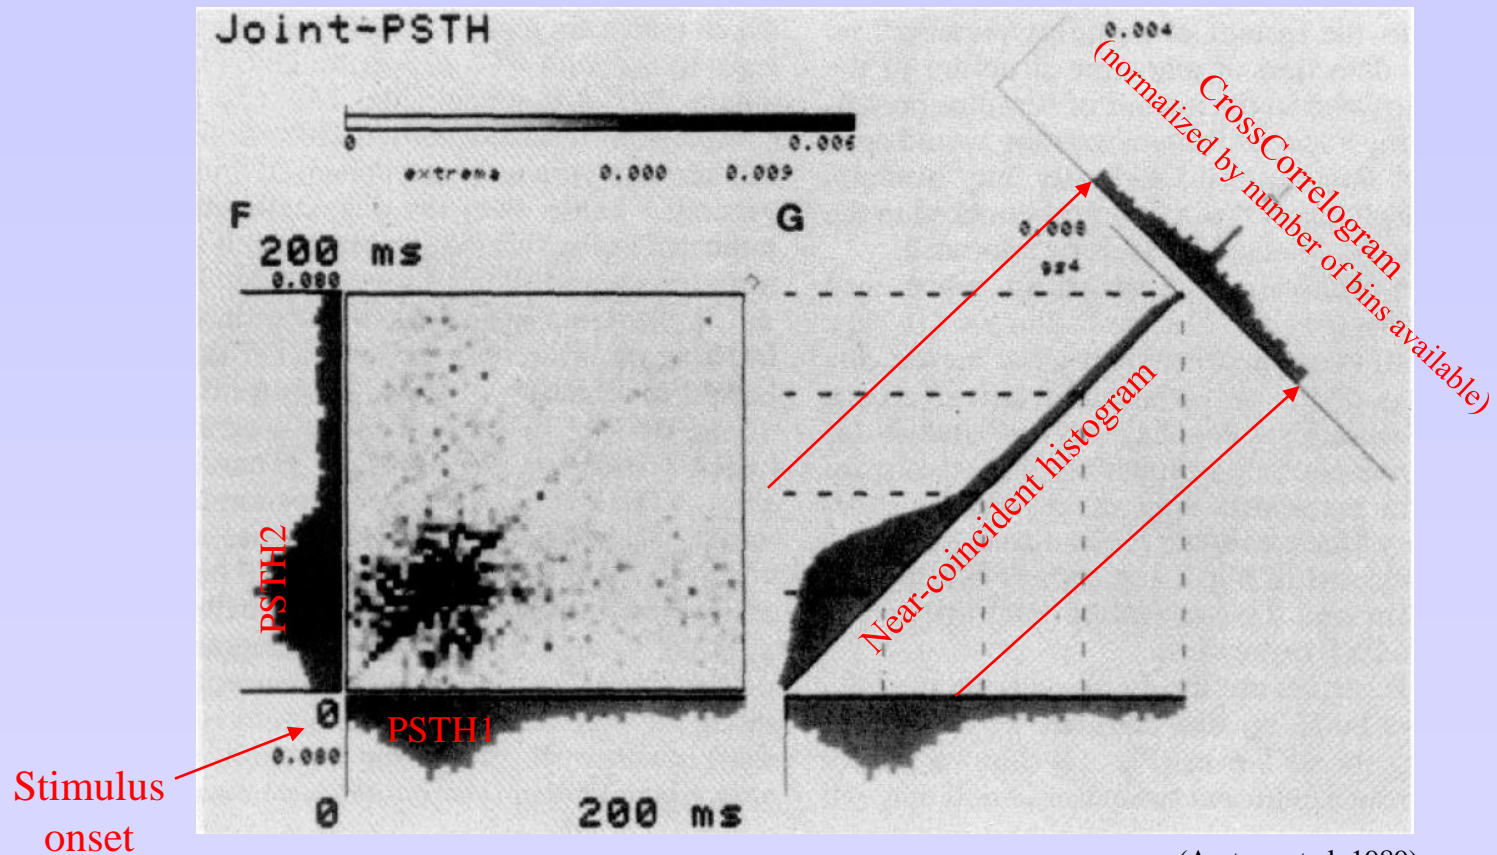 Joint-PSTH
0.004
CrossCorrelogram
(normalized by number of bins available)
0 0.006
extrema 0.000 0.009
F
G
200 ms
0.080
0.008
PSTH2
Near-coincident histogram
0
PSTH1
0.080
Stimulus
onset
0 200 ms